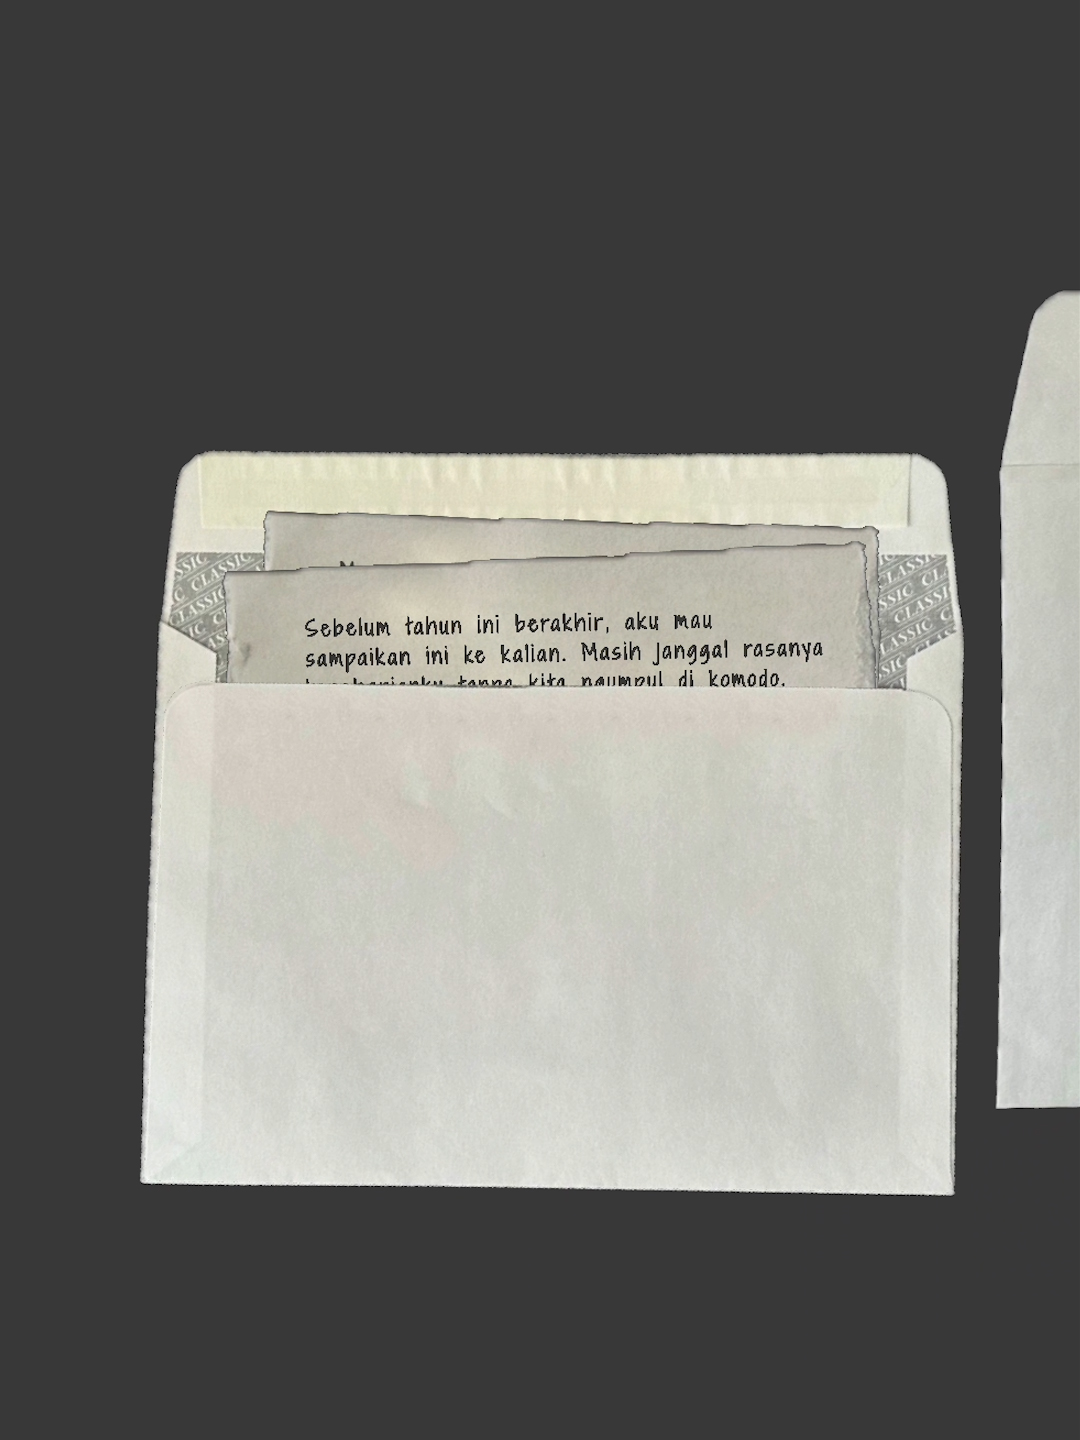 Sebelum tahun ini berakhir, aku mau
sampaikan ini ke kalian. Masih janggal rasanya
tanpa kita ngumpul di komodo.
CLASSIC
CLASSIC
CLASSIC
CLASSIC